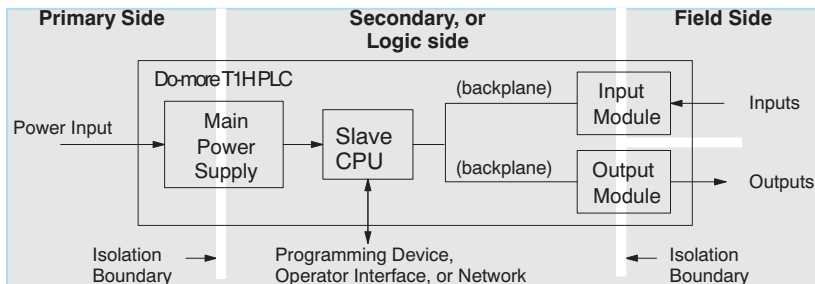 Primary Side
Secondary, or
Logic side
Field Side
Do-more T1H PLC
Power Input
Main
Power
Supply
Slave
CPU
(backplane)
(backplane)
Input
Module
Inputs
Output
Module
Outputs
Isolation
Boundary
Programming Device,
Operator Interface, or Network
Isolation
Boundary